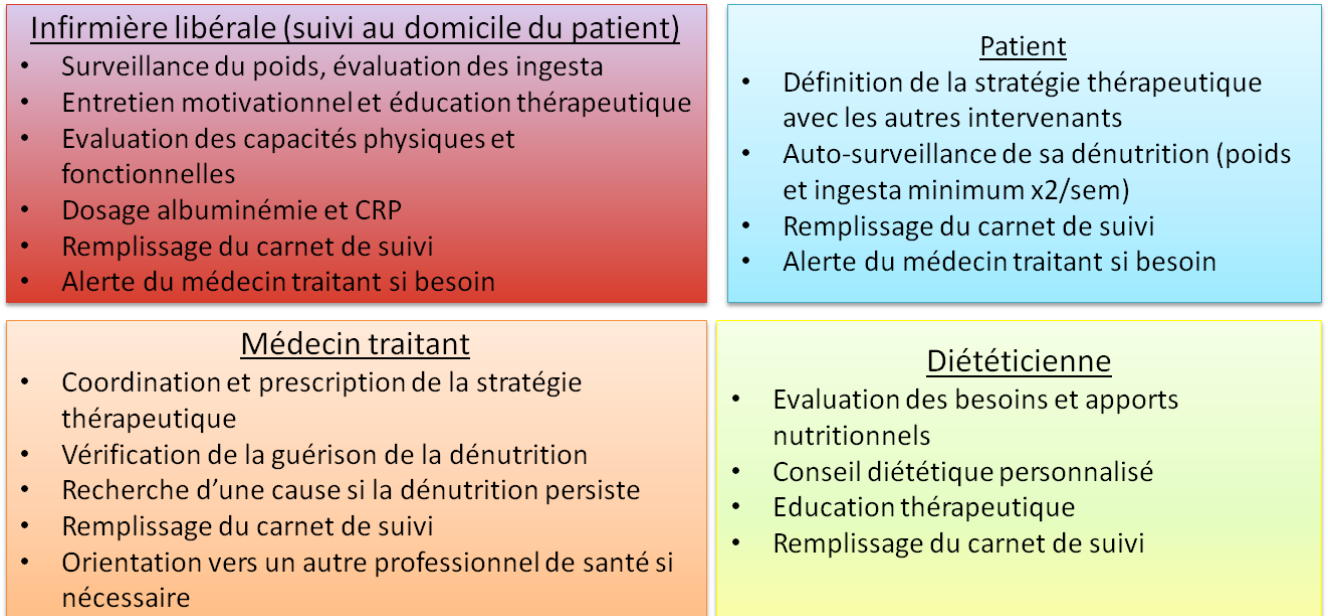 Infirmière libérale (suivi au domicile du patient)
• Surveillance du poids, évaluation des ingesta
• Entretien motivationnel et éducation thérapeutique
• Evaluation des capacités physiques et
fonctionnelles
• Dosage albuminémie et CRP
• Remplissage du carnet de suivi
• Alerte du médecin traitant si besoin
Patient
• Définition de la stratégie thérapeutique
avec les autres intervenants
• Auto-surveillance de sa dénutrition (poids
et ingesta minimum x2/sem)
• Remplissage du carnet de suivi
• Alerte du médecin traitant si besoin
Médecin traitant
• Coordination et prescription de la stratégie
thérapeutique
• Vérification de la guérison de la dénutrition
• Recherche d’une cause si la dénutrition persiste
• Remplissage du carnet de suivi
• Orientation vers un autre professionnel de santé si
nécessaire
Diététicienne
• Evaluation des besoins et apports
nutritionnels
• Conseil diététique personnalisé
• Education thérapeutique
• Remplissage du carnet de suivi